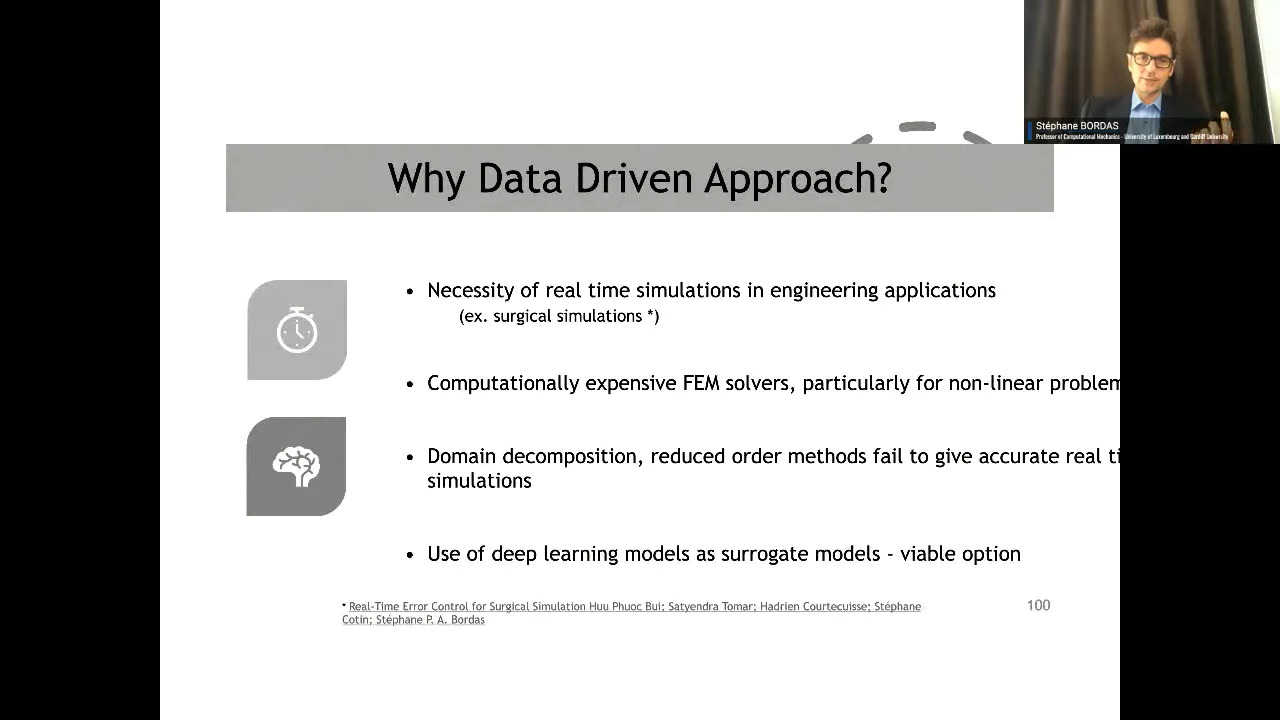 Stéphane BORDAS
Professor of Computational Mechanics - University of Luxembourg and Cardiff University
Why Data Driven Approach?
• Necessity of real time simulations in engineering applications
(ex. surgical simulations *)
• Computationally expensive FEM solvers, particularly for non-linear problem
• Domain decomposition, reduced order methods fail to give accurate real ti
simulations
• Use of deep learning models as surrogate models - viable option
* Real-Time Error Control for Surgical Simulation Huu Phuoc Bui; Satyendra Tomar; Hadrien Courtecuisse; Stéphane
Cotin; Stéphane P. A. Bordas
100